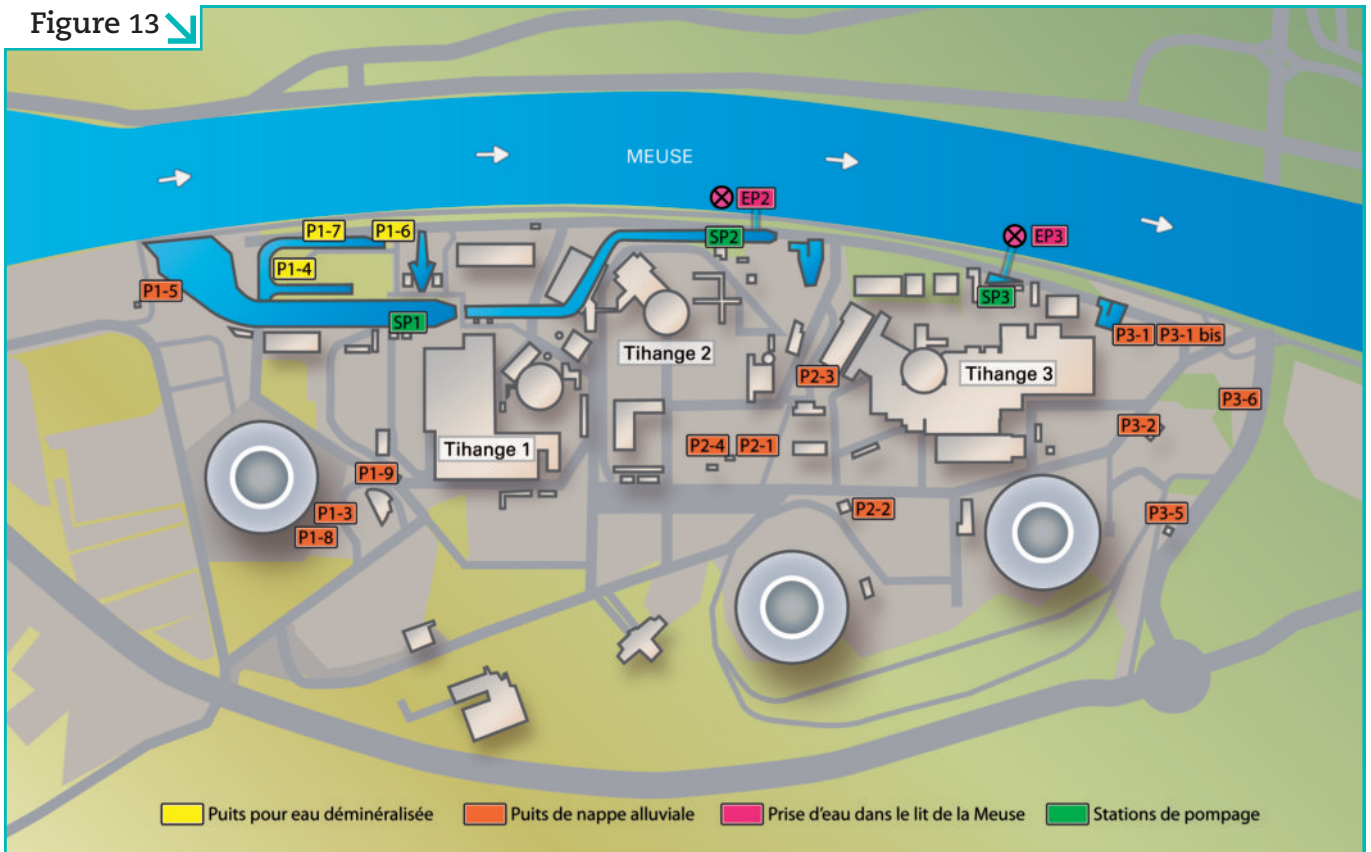 Figure 13
MEUSE
EP2
P1-7
P1-6
SP2
EP3
P1-4
P1-5
SP3
SP1
P3-1
P3-1 bis
Tihange 2
Tihange 3
P2-3
P3-6
P3-2
Tihange 1
P2-4
P2-1
P1-9
P1-3
P2-2
P3-5
P1-8
Puits pour eau déminéralisée
Puits de nappe alluviale
Prise d'eau dans le lit de la Meuse
Stations de pompage